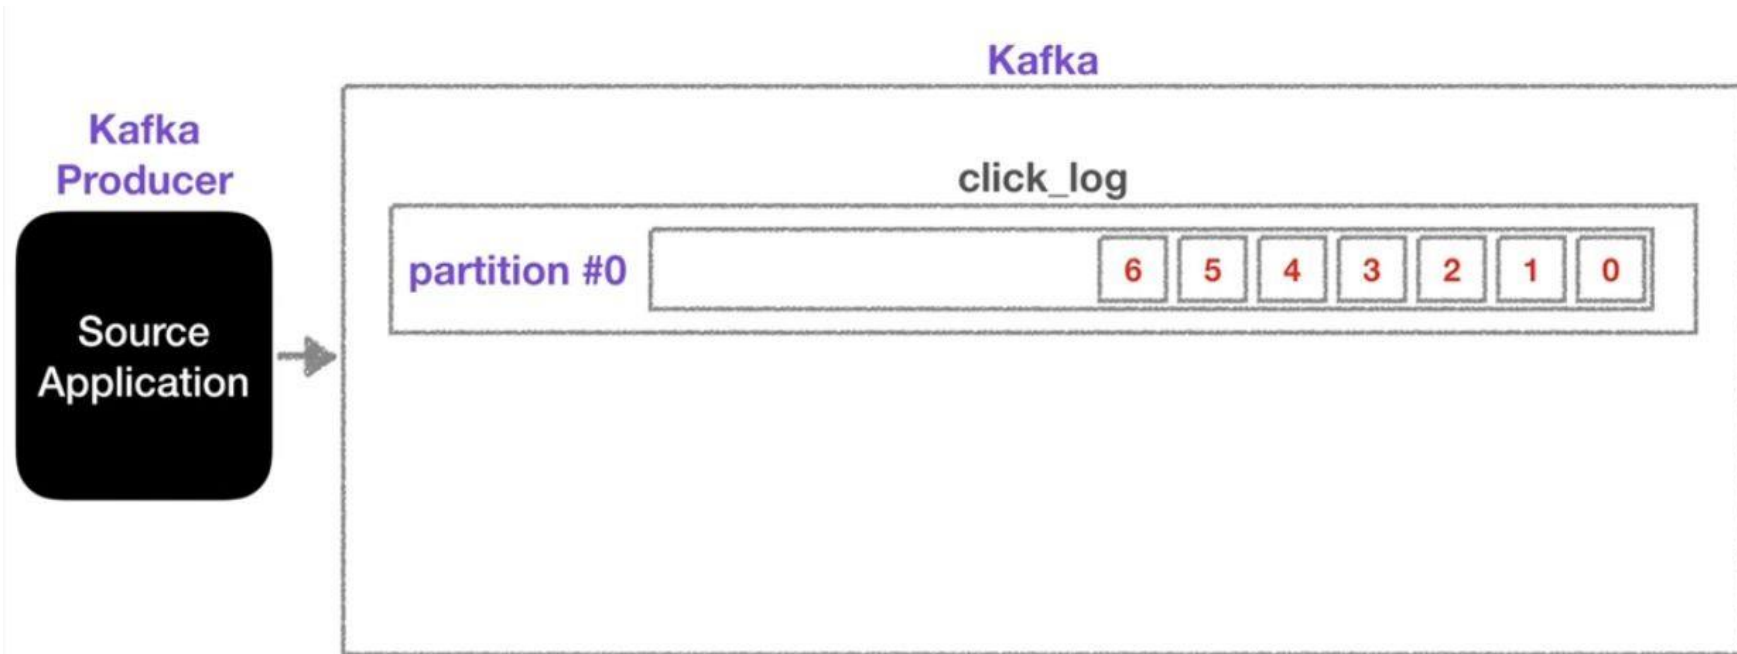 Kafka
Kafka
Producer
Source
Application
click_log
partition #0
6 5 4 3 2 1 0